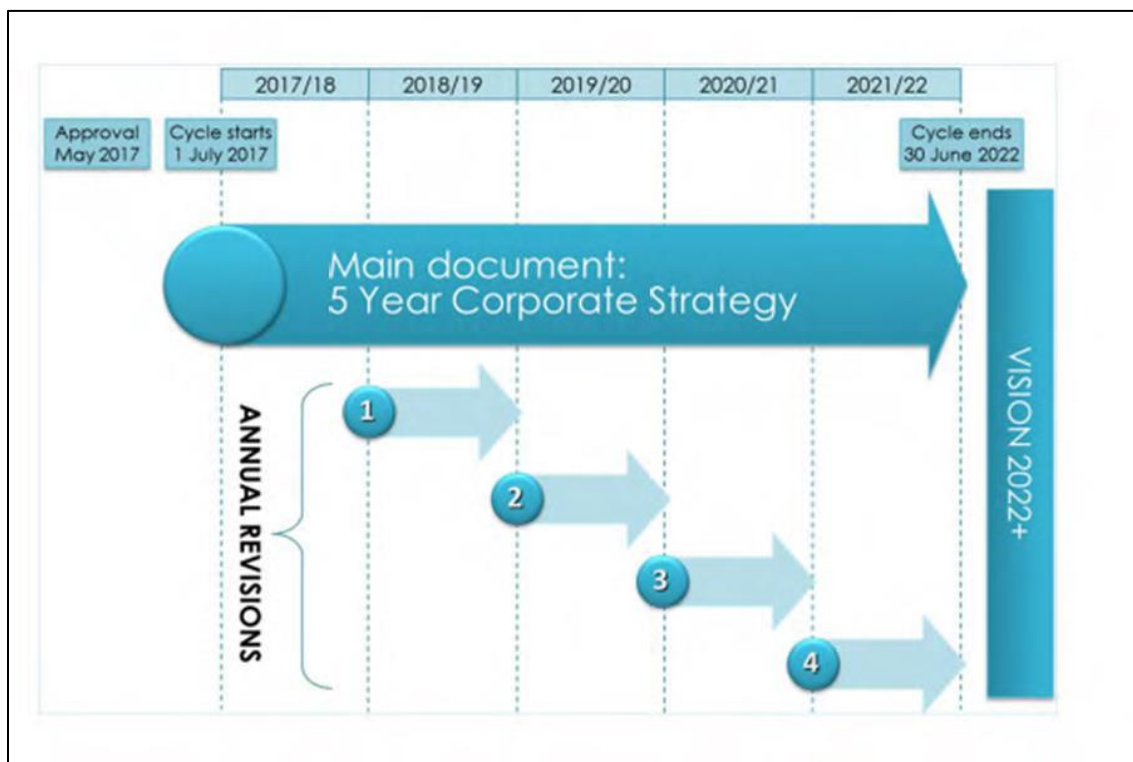 2017/18 2018/19 2019/20 2020/21 2021/22
Approval
May 2017
Cycle starts
1 July 2017
Cycle ends
30 June 2022
Main document:
5 Year Corporate Strategy
ANNUAL REVISIONS
1
2
3
4
VISION 2022+